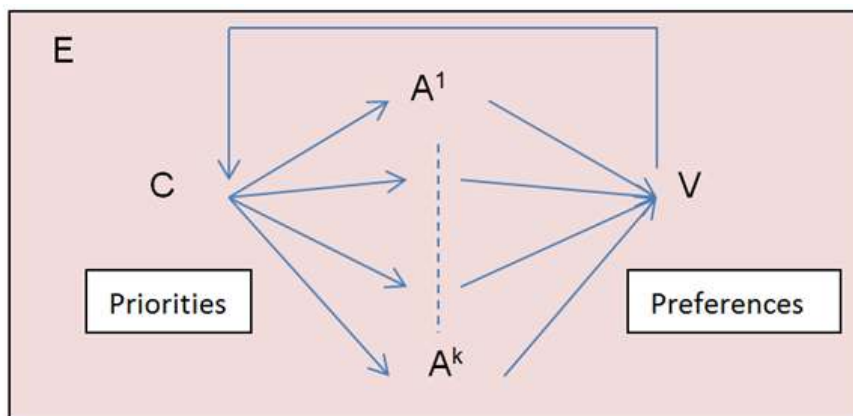 E
A¹
C
V
Priorities
Preferences
Aᵏ